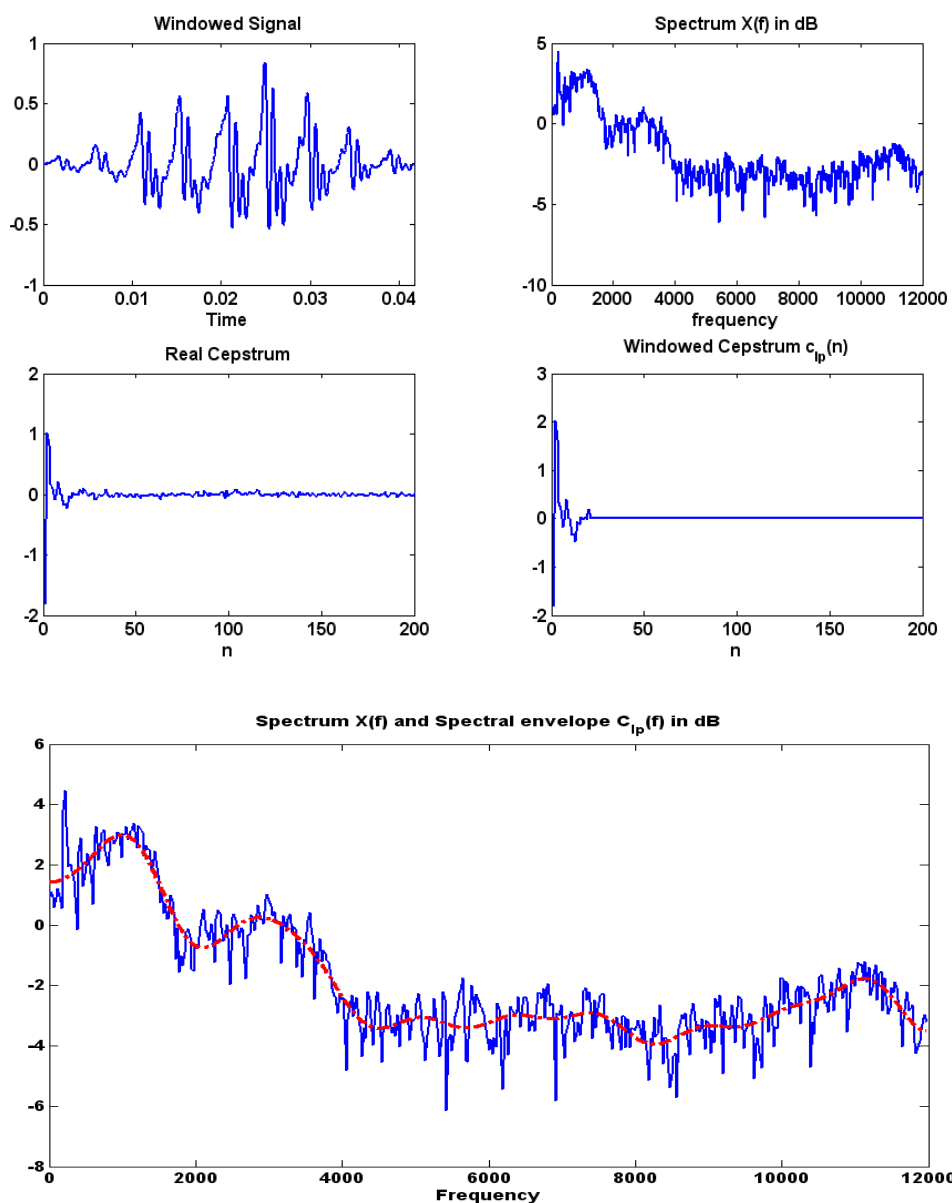 Windowed Signal
1
0.5
0
-0.5
-1
0 0.01 0.02 0.03 0.04
Time
Spectrum X(f) in dB
5
0
-5
-10
0 2000 4000 6000 8000 10000 12000
frequency
Real Cepstrum
2
1
0
-1
-2
0 50 100 150 200
n
Windowed Cepstrum c_lp(n)
3
2
1
0
-1
-2
0 50 100 150 200
n
Spectrum X(f) and Spectral envelope C_lp(f) in dB
6
4
2
0
-2
-4
-6
-8
0 2000 4000 6000 8000 10000 12000
Frequency